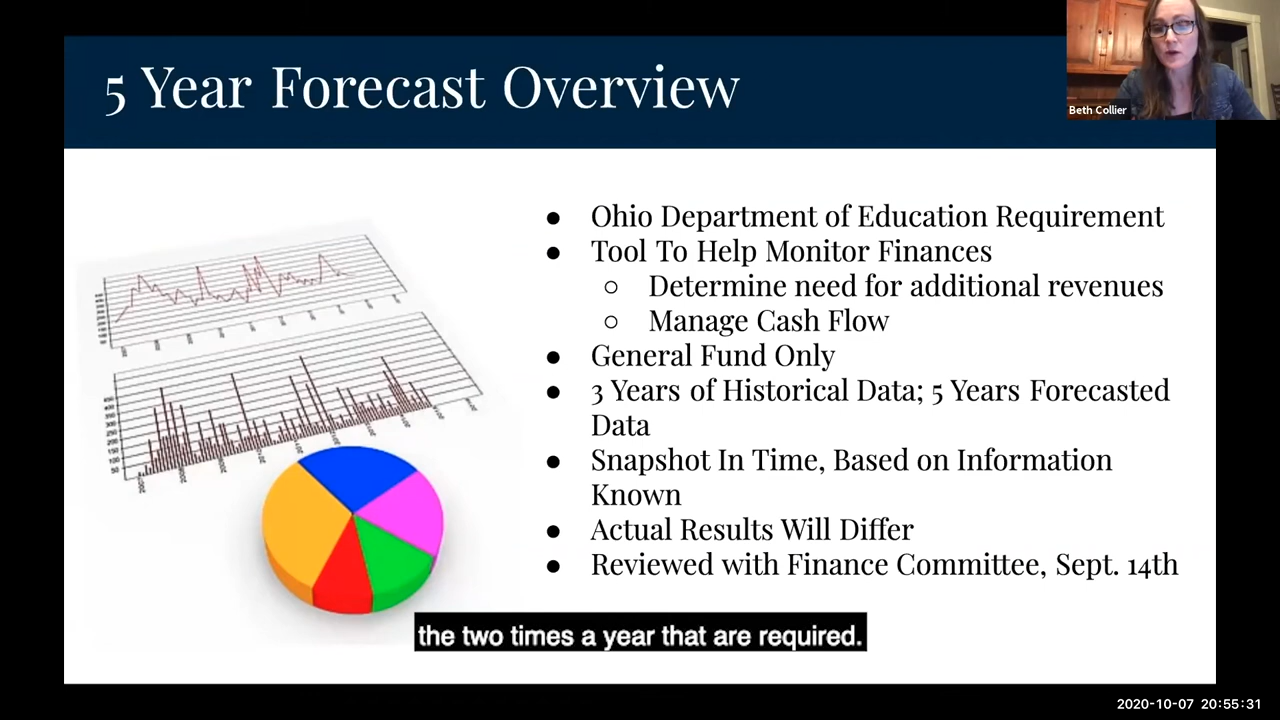 5 Year Forecast Overview
Beth Collier
● Ohio Department of Education Requirement
● Tool To Help Monitor Finances
○ Determine need for additional revenues
○ Manage Cash Flow
● General Fund Only
● 3 Years of Historical Data; 5 Years Forecasted
Data
● Snapshot In Time, Based on Information
Known
● Actual Results Will Differ
● Reviewed with Finance Committee, Sept. 14th
the two times a year that are required.
2020-10-07 20:55:31